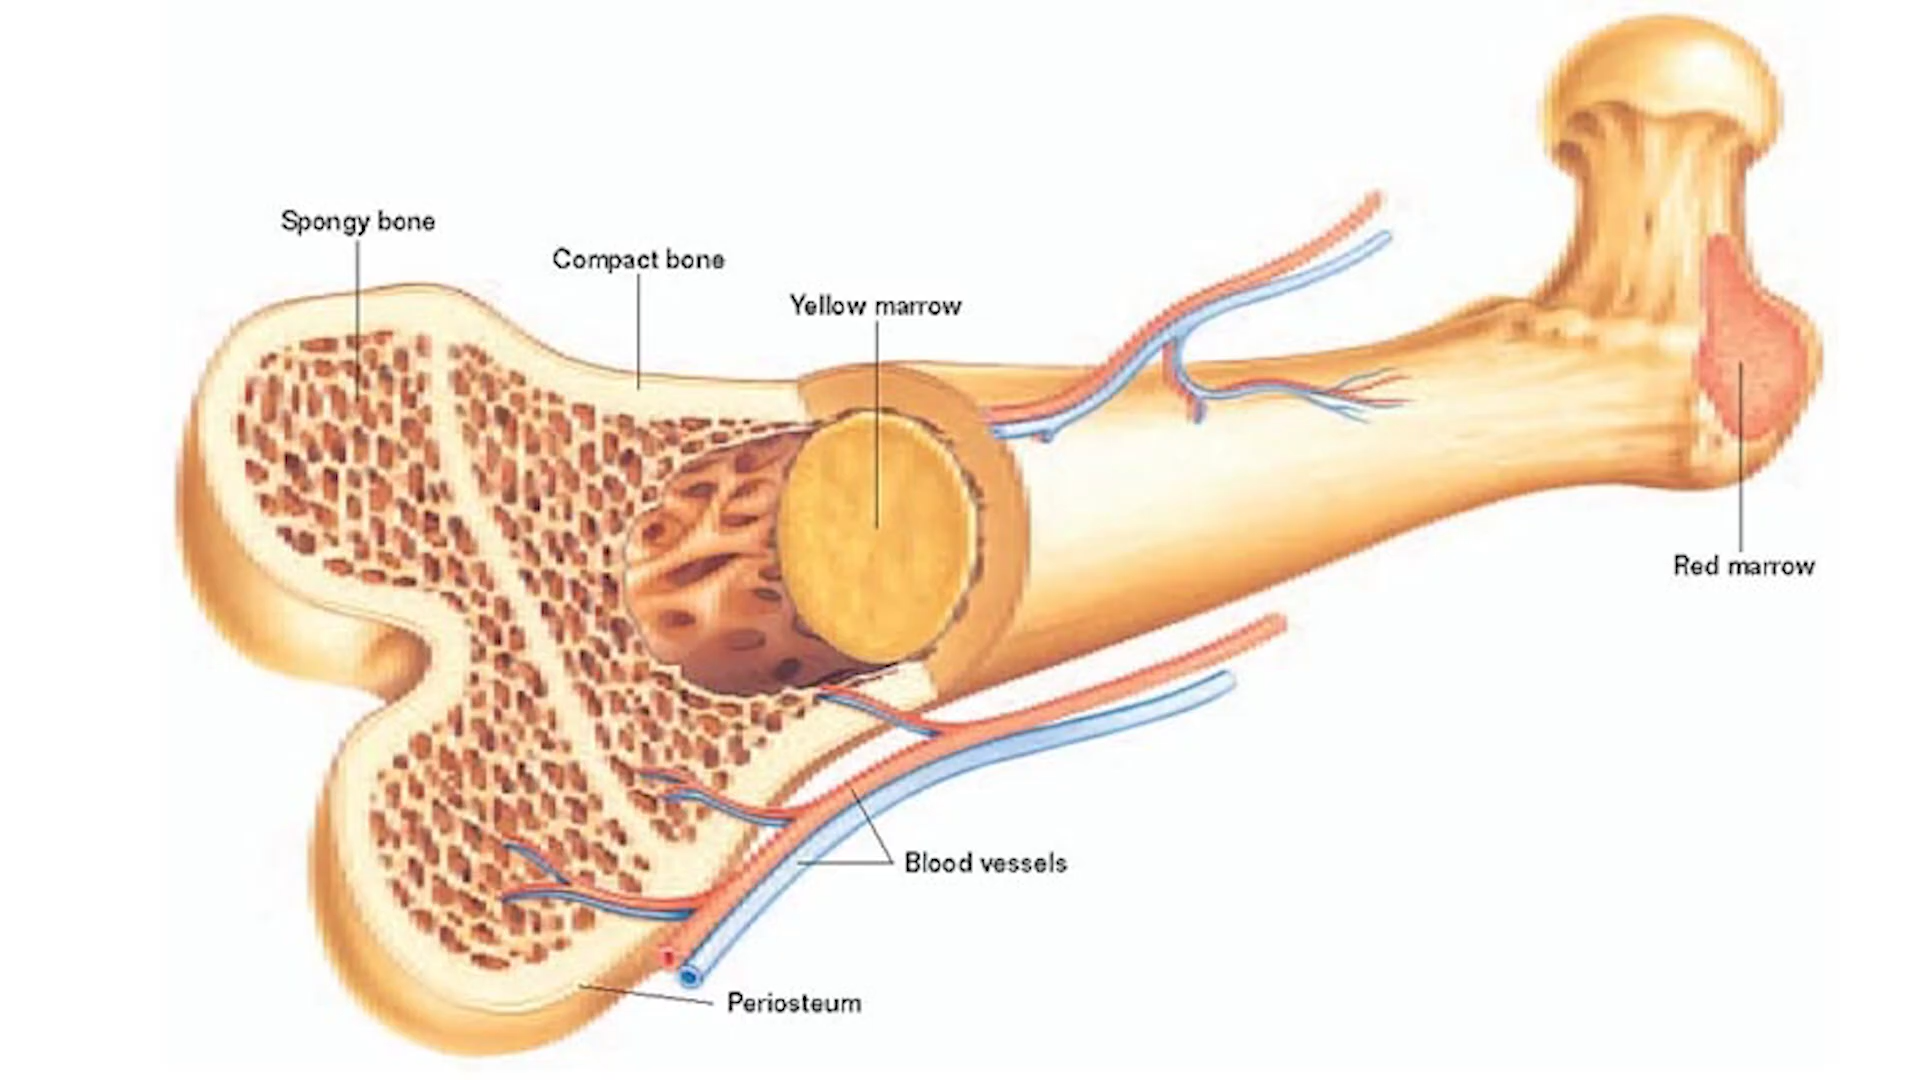 Spongy bone
Compact bone
Yellow marrow
Red marrow
Blood vessels
Periosteum